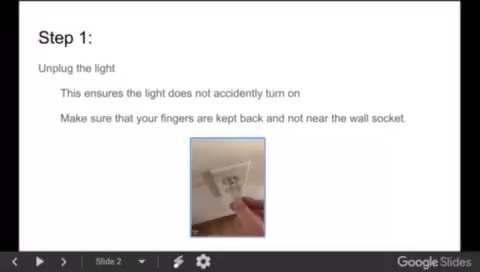 Step 1:
Unplug the light
This ensures the light does not accidently turn on
Make sure that your fingers are kept back and not near the wall socket.
Slide 2
Google Slides